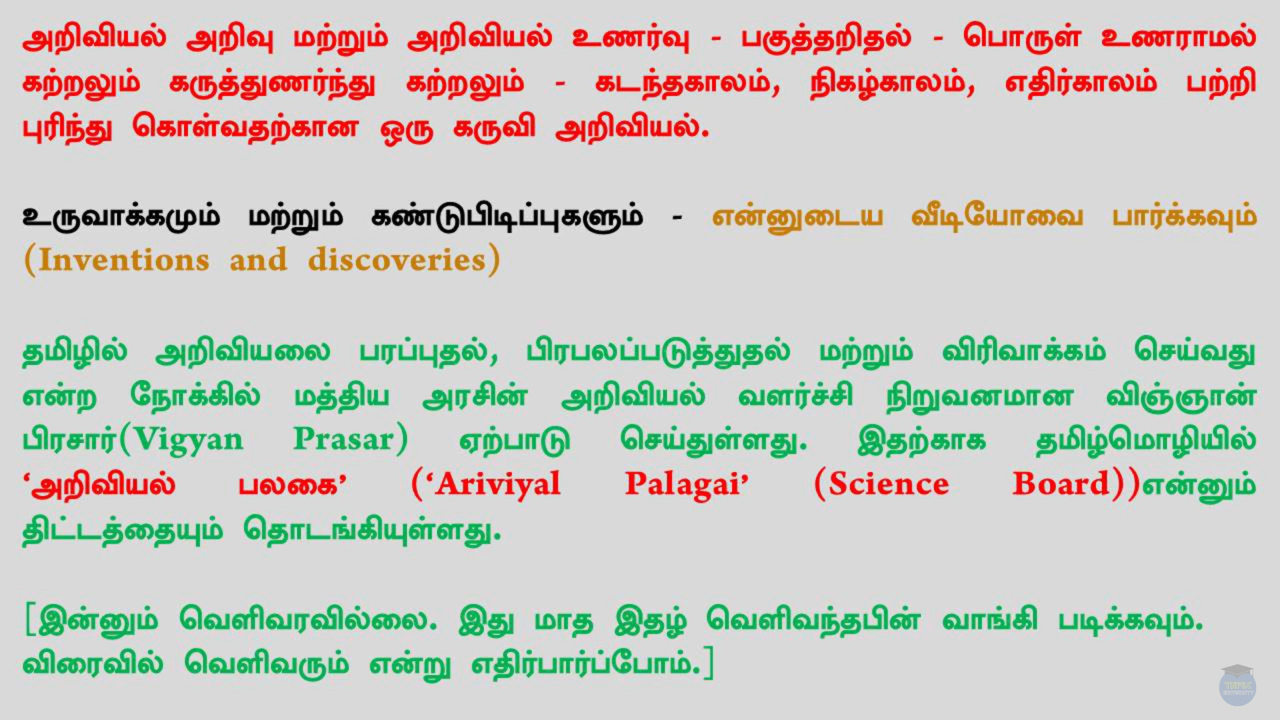 அறிவியல் அறிவு மற்றும் அறிவியல் உணர்வு - பகுத்தறிதல் - பொருள் உணராமல்
கற்றலும் கருத்துணர்ந்து கற்றலும் - கடந்தகாலம், நிகழ்காலம், எதிர்காலம் பற்றி
புரிந்து கொள்வதற்கான ஒரு கருவி அறிவியல்.
உருவாக்கமும் மற்றும் கண்டுபிடிப்புகளும் - என்னுடைய வீடியோவை பார்க்கவும்
(Inventions and discoveries)
தமிழில் அறிவியலை பரப்புதல், பிரபலப்படுத்துதல் மற்றும் விரிவாக்கம் செய்வது
என்ற நோக்கில் மத்திய அரசின் அறிவியல் வளர்ச்சி நிறுவனமான விஞ்ஞான்
பிரசார்(Vigyan Prasar) ஏற்பாடு செய்துள்ளது. இதற்காக தமிழ்மொழியில்
‘அறிவியல் பலகை’ (‘Ariviyal Palagai’ (Science Board))என்னும்
திட்டத்தையும் தொடங்கியுள்ளது.
[இன்னும் வெளிவரவில்லை. இது மாத இதழ் வெளிவந்தபின் வாங்கி படிக்கவும்.
விரைவில் வெளிவரும் என்று எதிர்பார்ப்போம்.]